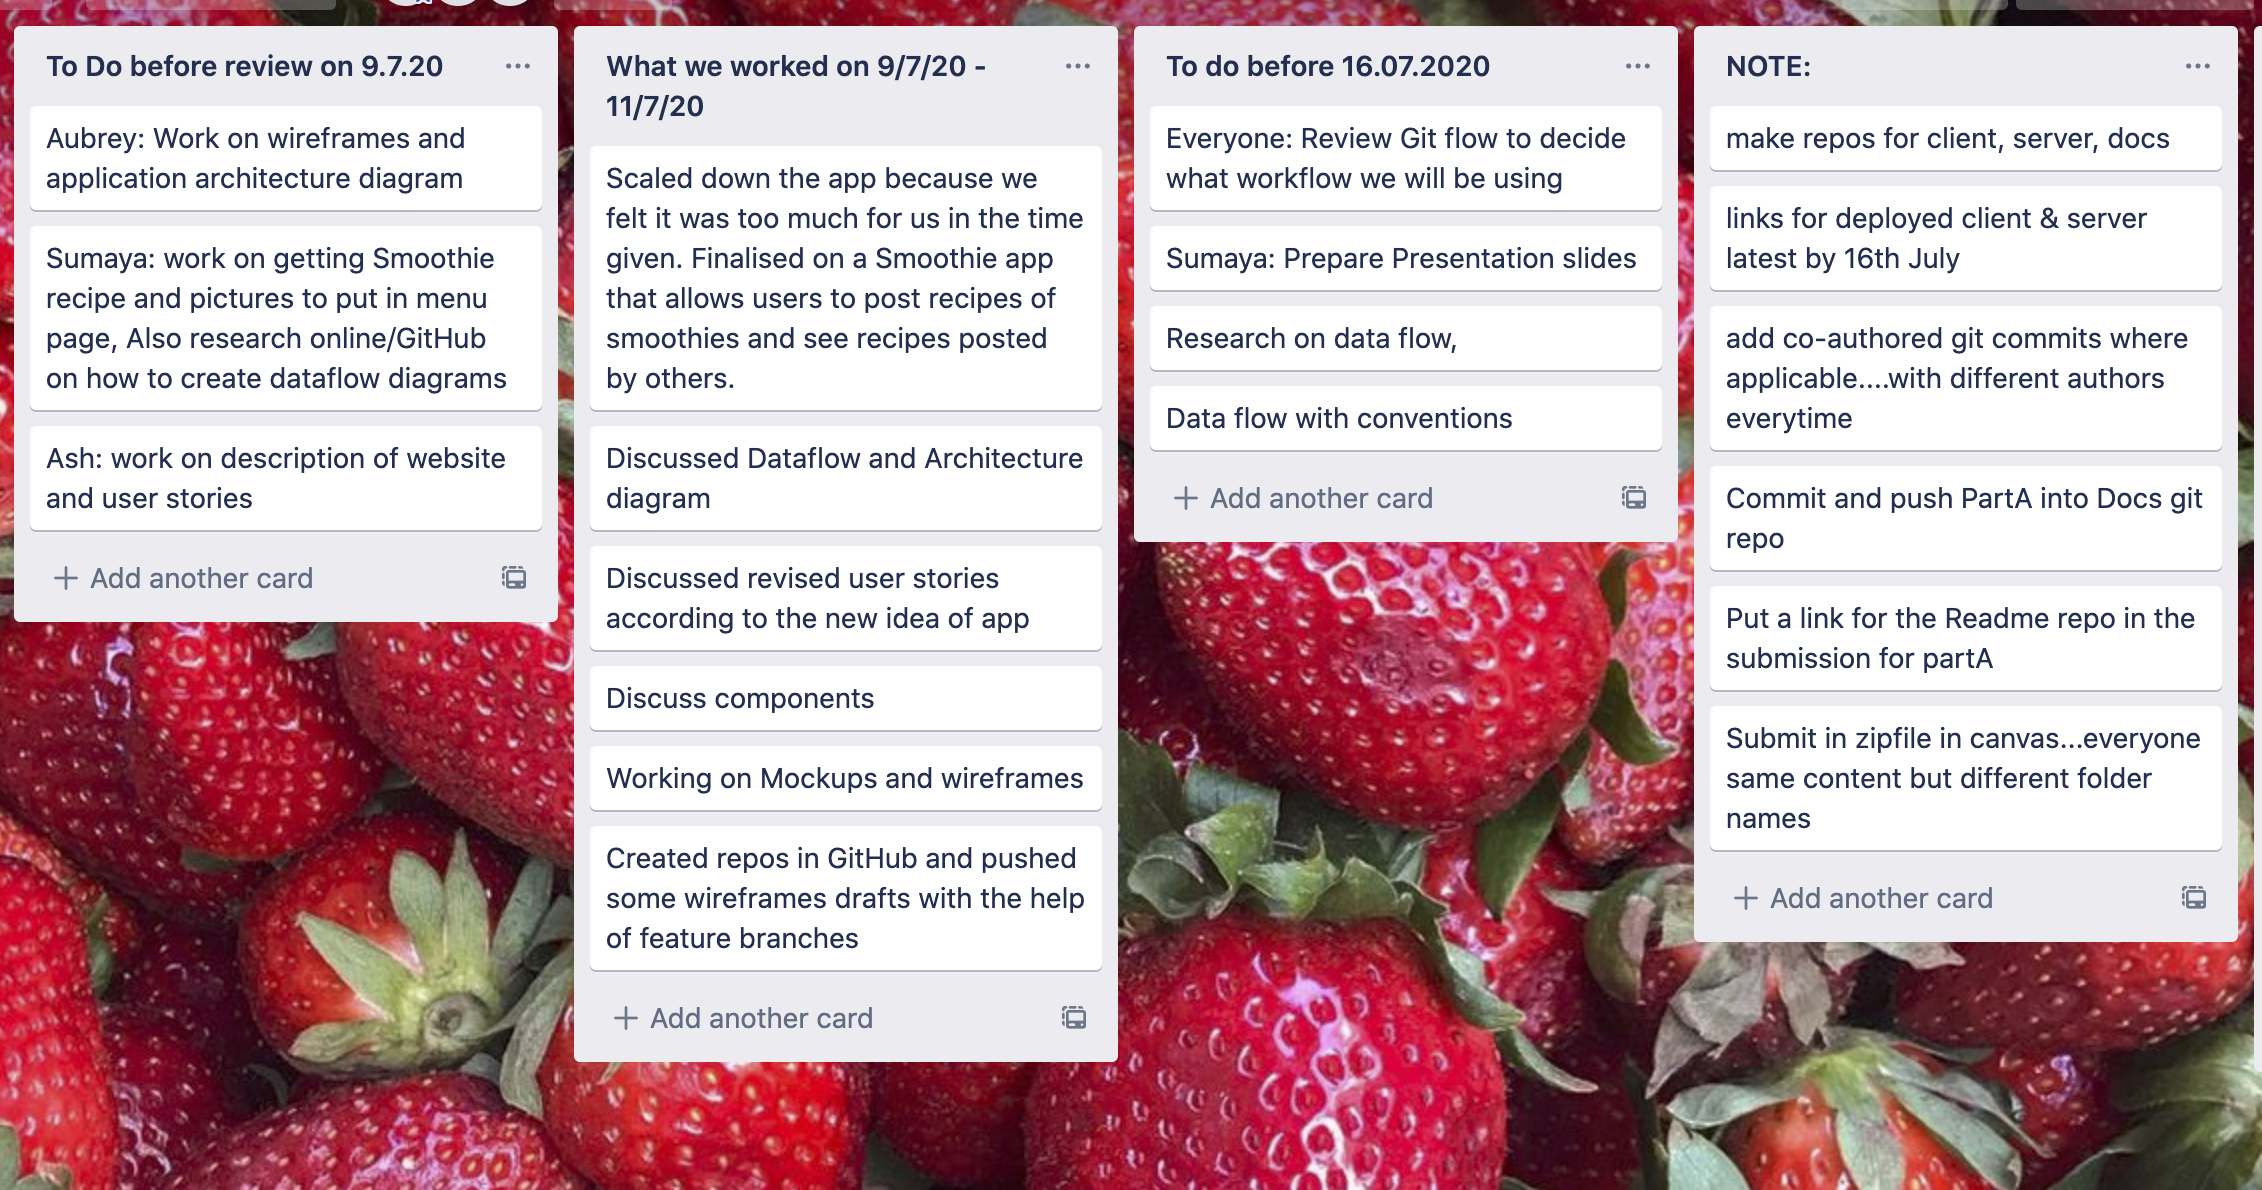 To Do before review on 9.7.20
Aubrey: Work on wireframes and
application architecture diagram
Sumaya: work on getting Smoothie
recipe and pictures to put in menu
page, Also research online/GitHub
on how to create dataflow diagrams
Ash: work on description of website
and user stories
Add another card
What we worked on 9/7/20 -
11/7/20
Scaled down the app because we
felt it was too much for us in the time
given. Finalised on a Smoothie app
that allows users to post recipes of
smoothies and see recipes posted
by others.
Discussed Dataflow and Architecture
diagram
Discussed revised user stories
according to the new idea of app
Discuss components
Working on Mockups and wireframes
Created repos in GitHub and pushed
some wireframes drafts with the help
of feature branches
Add another card
To do before 16.07.2020
Everyone: Review Git flow to decide
what workflow we will be using
Sumaya: Prepare Presentation slides
Research on data flow,
Data flow with conventions
Add another card
NOTE:
make repos for client, server, docs
links for deployed client & server
latest by 16th July
add co-authored git commits where
applicable....with different authors
everytime
Commit and push PartA into Docs git
repo
Put a link for the Readme repo in the
submission for partA
Submit in zipfile in canvas...everyone
same content but different folder
names
Add another card